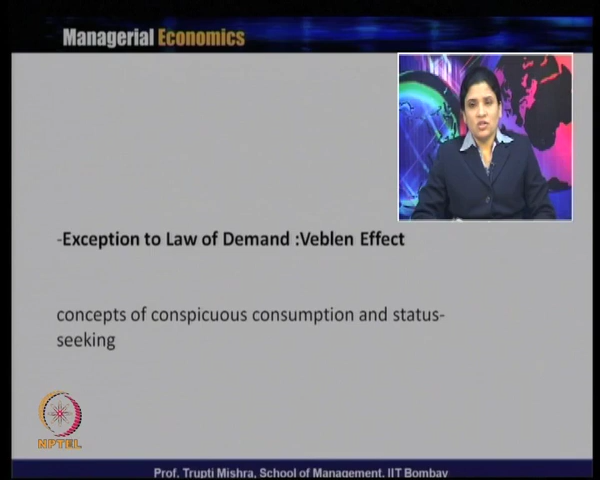 Managerial Economics
-Exception to Law of Demand :Veblen Effect
concepts of conspicuous consumption and status-
seeking
NPTEL
Prof. Trupti Mishra, School of Management, IIT Bombay